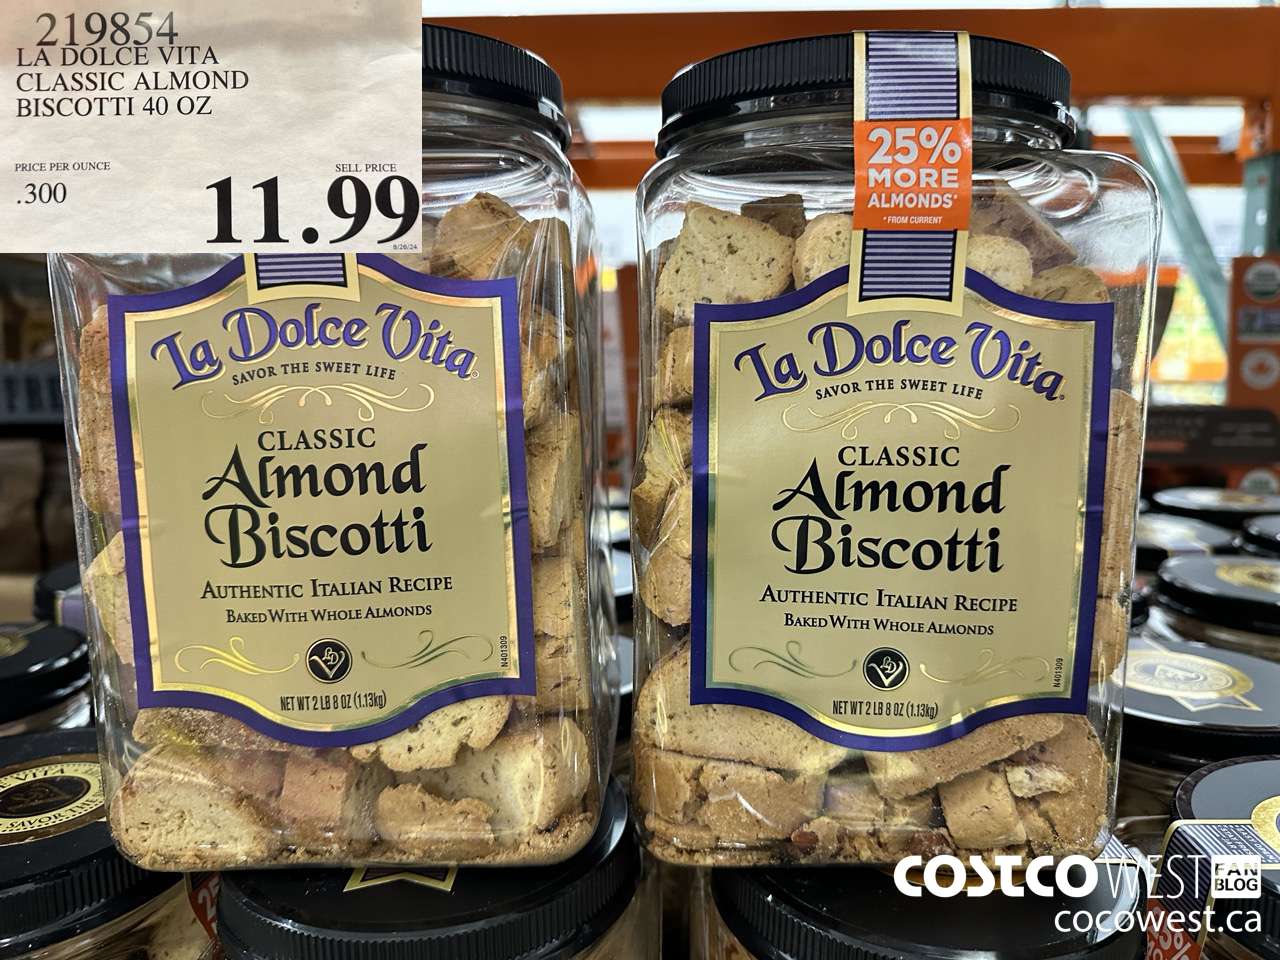 219854
LA DOLCE VITA
CLASSIC ALMOND
BISCOTTI 40 OZ
PRICE PER OUNCE
.300
SELL PRICE
11.99
8/26/24
La Dolce Vita®
SAVOR THE SWEET LIFE
CLASSIC
Almond
Biscotti
AUTHENTIC ITALIAN RECIPE
BAKED WITH WHOLE ALMONDS
N401309
NET WT 2 LB 8 OZ (1.13kg)
25%
MORE
ALMONDS*
*FROM CURRENT
La Dolce Vita®
SAVOR THE SWEET LIFE
CLASSIC
Almond
Biscotti
AUTHENTIC ITALIAN RECIPE
BAKED WITH WHOLE ALMONDS
N401309
NET WT 2 LB 8 OZ (1.13kg)
COSTCO WEST FAN BLOG
cocowest.ca